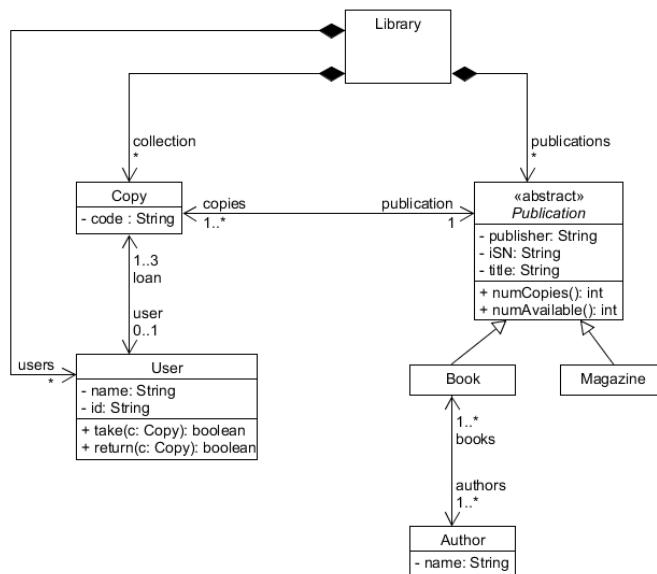 Library
collection
*
publications
*
Copy
- code : String
copies
1..*
publication
1
«abstract»
Publication
- publisher: String
- iSN: String
- title: String
+ numCopies(): int
+ numAvailable(): int
1..3
loan
user
0..1
users
*
User
- name: String
- id: String
+ take(c: Copy): boolean
+ return(c: Copy): boolean
Book
Magazine
1..*
books
authors
1..*
Author
- name: String